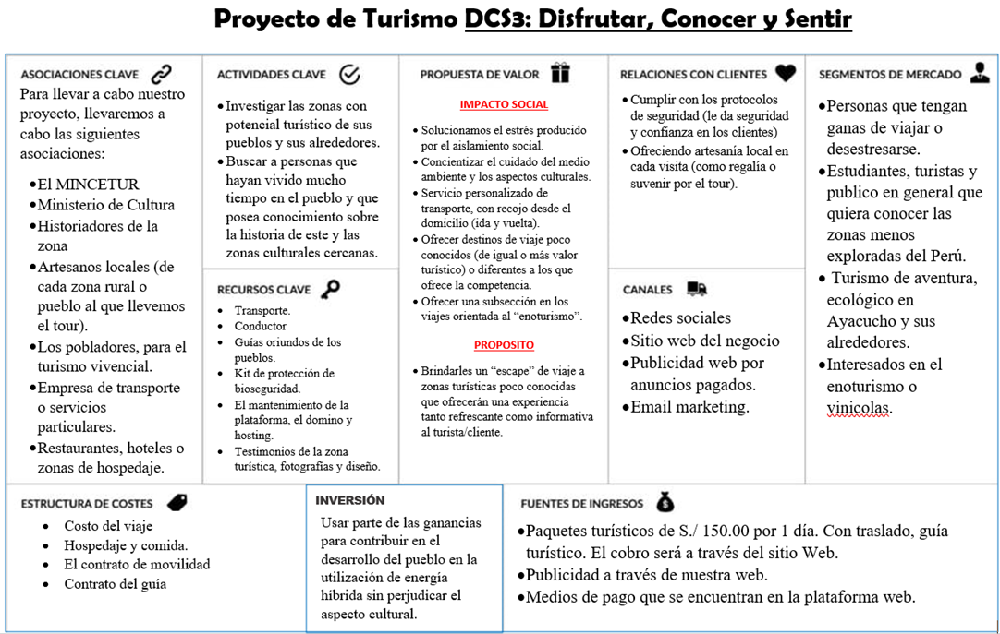 Proyecto de Turismo DCS3: Disfrutar, Conocer y Sentir
ASOCIACIONES CLAVE
Para llevar a cabo nuestro
proyecto, llevaremos a
cabo las siguientes
asociaciones:
•El MINCETUR
•Ministerio de Cultura
•Historiadores de la
zona
•Artesanos locales (de
cada zona rural o
pueblo al que llevemos
el tour).
•Los pobladores, para el
turismo vivencial.
•Empresa de transporte
o servicios
particulares.
•Restaurantes, hoteles o
zonas de hospedaje.
ACTIVIDADES CLAVE
•Investigar las zonas con
potencial turístico de sus
pueblos y sus alrededores.
•Buscar a personas que
hayan vivido mucho
tiempo en el pueblo y que
posea conocimiento sobre
la historia de este y las
zonas culturales cercanas.
RECURSOS CLAVE
• Transporte.
• Conductor
• Guías oriundos de los
pueblos.
• Kit de protección de
bioseguridad.
• El mantenimiento de la
plataforma, el domino y
hosting.
• Testimonios de la zona
turística, fotografías y diseño.
PROPUESTA DE VALOR
IMPACTO SOCIAL
• Solucionamos el estrés producido
por el aislamiento social.
• Concientizar el cuidado del medio
ambiente y los aspectos culturales.
• Servicio personalizado de
transporte, con recojo desde el
domicilio (ida y vuelta).
• Ofrecer destinos de viaje poco
conocidos (de igual o más valor
turístico) o diferentes a los que
ofrece la competencia.
• Ofrecer una subsección en los
viajes orientada al “enoturismo”.
PROPOSITO
• Brindarles un “escape” de viaje a
zonas turísticas poco conocidas
que ofrecerán una experiencia
tanto refrescante como informativa
al turista/cliente.
RELACIONES CON CLIENTES
• Cumplir con los protocolos
de seguridad (le da seguridad
y confianza en los clientes)
• Ofreciendo artesanía local en
cada visita (como regalía o
suvenir por el tour).
CANALES
•Redes sociales
•Sitio web del negocio
•Publicidad web por
anuncios pagados.
•Email marketing.
SEGMENTOS DE MERCADO
•Personas que tengan
ganas de viajar o
desestresarse.
•Estudiantes, turistas y
publico en general que
quiera conocer las
zonas menos
exploradas del Perú.
• Turismo de aventura,
ecológico en
Ayacucho y sus
alrededores.
•Interesados en el
enoturismo o
vinicolas.
ESTRUCTURA DE COSTES
• Costo del viaje
• Hospedaje y comida.
• El contrato de movilidad
• Contrato del guía
INVERSIÓN
Usar parte de las ganancias
para contribuir en el
desarrollo del pueblo en la
utilización de energía
híbrida sin perjudicar el
aspecto cultural.
FUENTES DE INGRESOS
•Paquetes turísticos de S./ 150.00 por 1 día. Con traslado, guía
turístico. El cobro será a través del sitio Web.
•Publicidad a través de nuestra web.
•Medios de pago que se encuentran en la plataforma web.